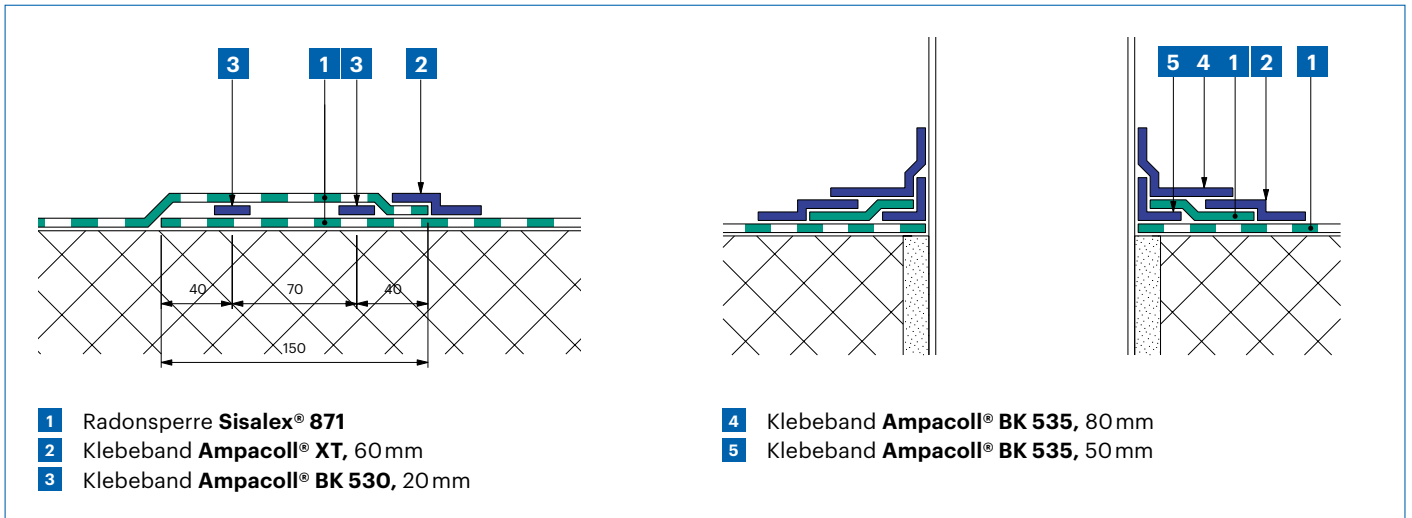 3 1 3 2
5 4 1 2 1
40 70 40
150
1 Radonsperre Sisalex® 871
2 Klebeband Ampacoll® XT, 60 mm
3 Klebeband Ampacoll® BK 530, 20 mm
4 Klebeband Ampacoll® BK 535, 80 mm
5 Klebeband Ampacoll® BK 535, 50 mm